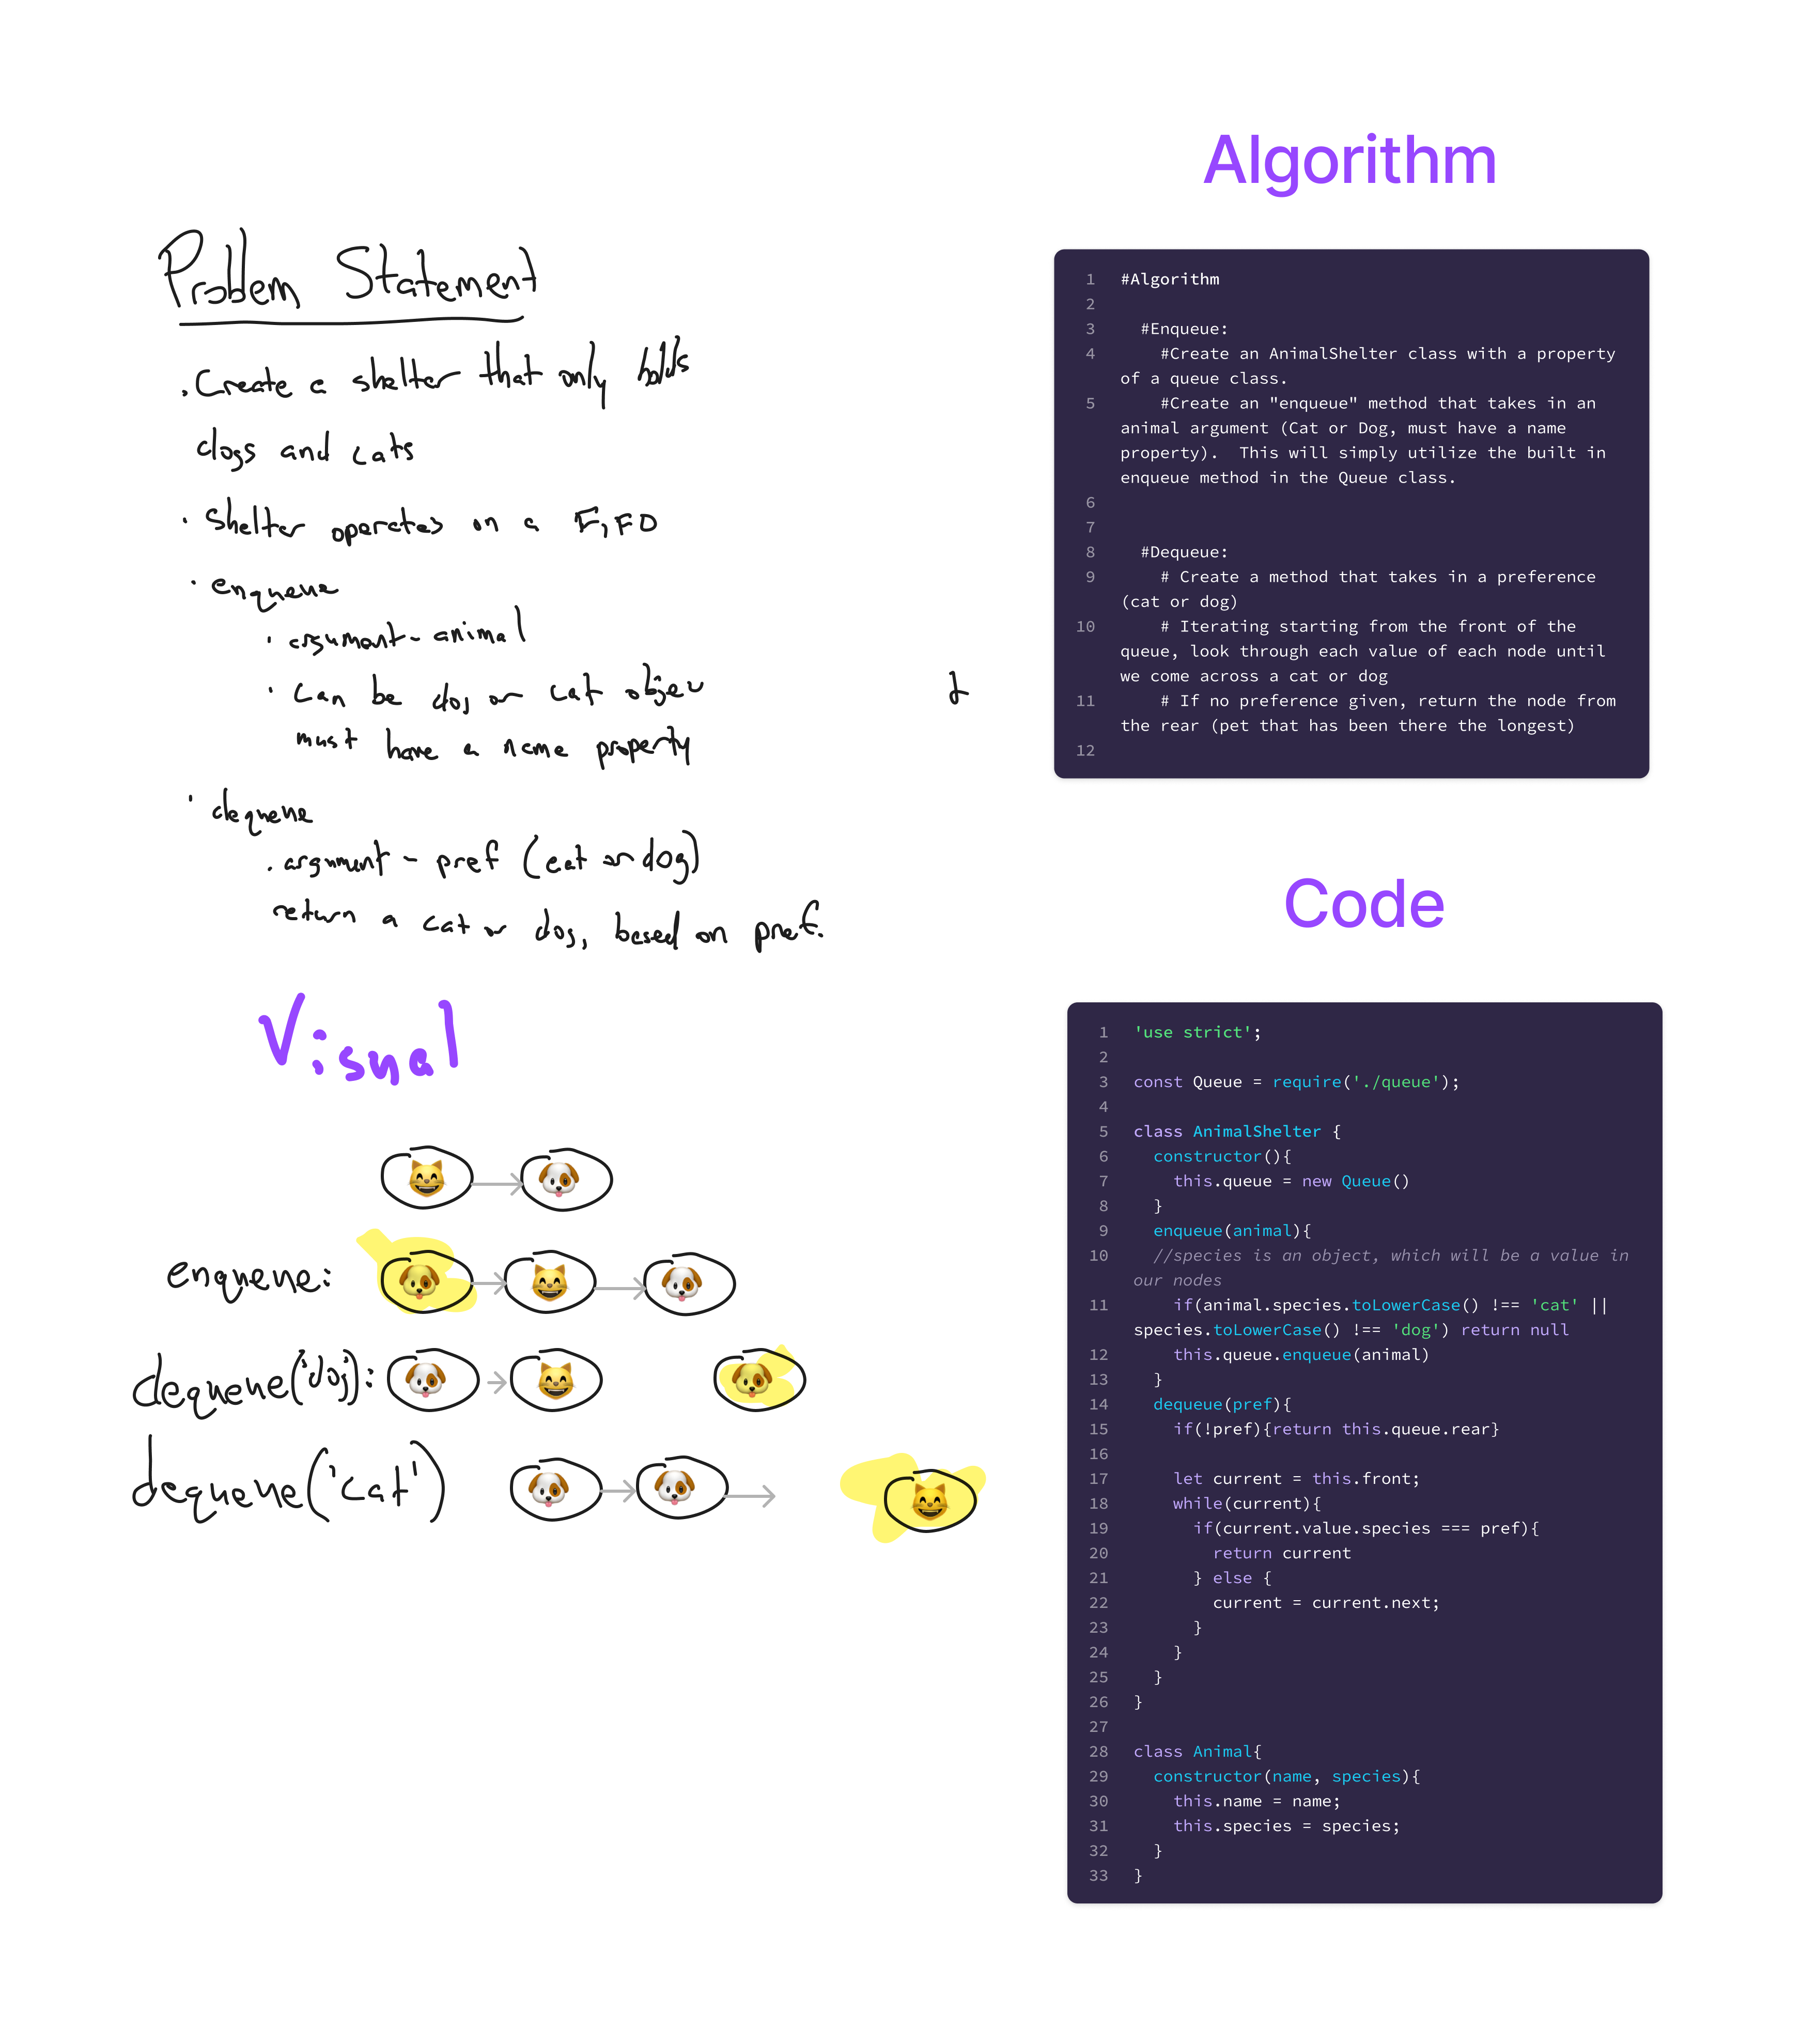 Problem Statement
. Create a shelter that only holds
dogs and cats
. Shelter operates on a FIFO
. enqueue
. argument - animal
. can be dog or cat objec
must have a name property
. dequeue
. argument - pref (cat or dog)
return a cat or dog, based on pref.
Visual
enqueue:
dequeue('dog'):
dequeue('cat')
Algorithm
1 #Algorithm
2
3 #Enqueue:
4 #Create an AnimalShelter class with a property
of a queue class.
5 #Create an "enqueue" method that takes in an
animal argument (Cat or Dog, must have a name
property).  This will simply utilize the built in
enqueue method in the Queue class.
6
7
8 #Dequeue:
9 # Create a method that takes in a preference
(cat or dog)
10 # Iterating starting from the front of the
queue, look through each value of each node until
we come across a cat or dog
11 # If no preference given, return the node from
the rear (pet that has been there the longest)
12
Code
1 'use strict';
2
3 const Queue = require('./queue');
4
5 class AnimalShelter {
6 constructor(){
7 this.queue = new Queue()
8 }
9 enqueue(animal){
10 //species is an object, which will be a value in
our nodes
11 if(animal.species.toLowerCase() !== 'cat' ||
species.toLowerCase() !== 'dog') return null
12 this.queue.enqueue(animal)
13 }
14 dequeue(pref){
15 if(!pref){return this.queue.rear}
16
17 let current = this.front;
18 while(current){
19 if(current.value.species === pref){
20 return current
21 } else {
22 current = current.next;
23 }
24 }
25 }
26 }
27
28 class Animal{
29 constructor(name, species){
30 this.name = name;
31 this.species = species;
32 }
33 }